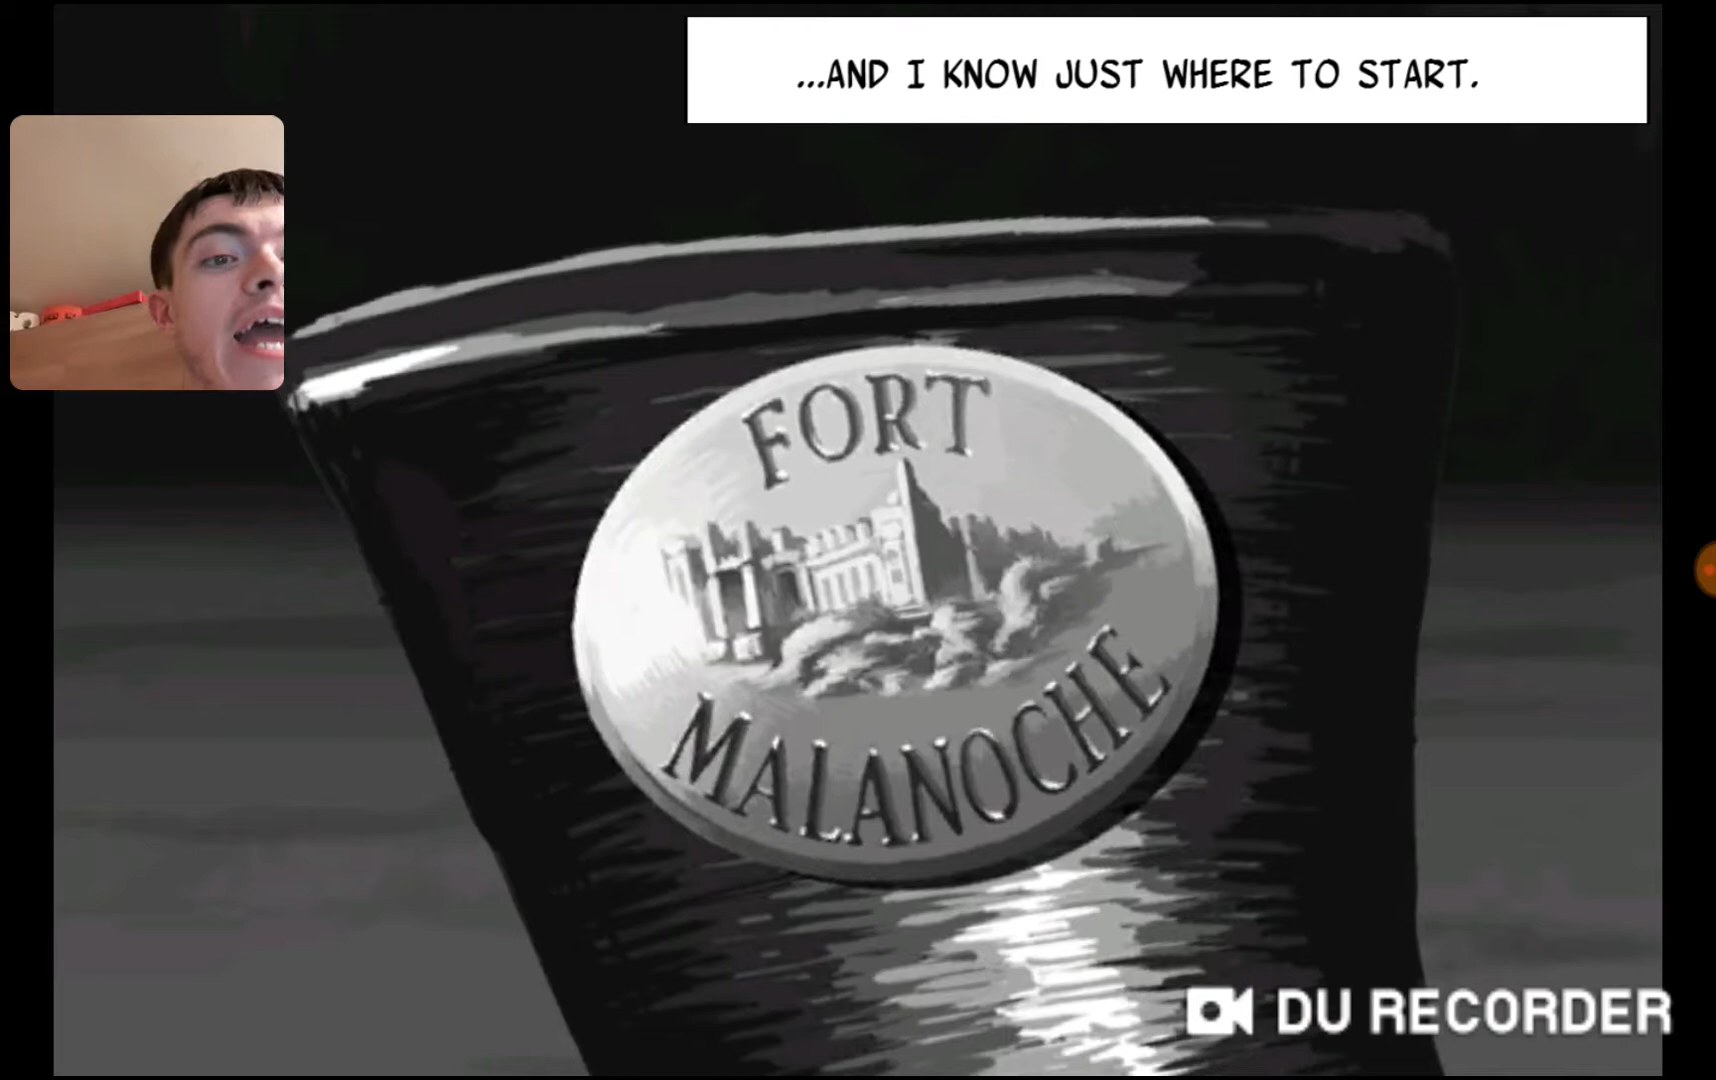 ...AND I KNOW JUST WHERE TO START.
FORT
MALANOCHE
DU RECORDER